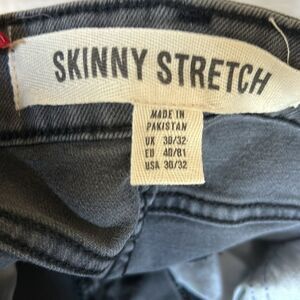 SKINNY STRETCH
MADE IN
PAKISTAN
UK 30/32
EU 40/81
USA 30/32